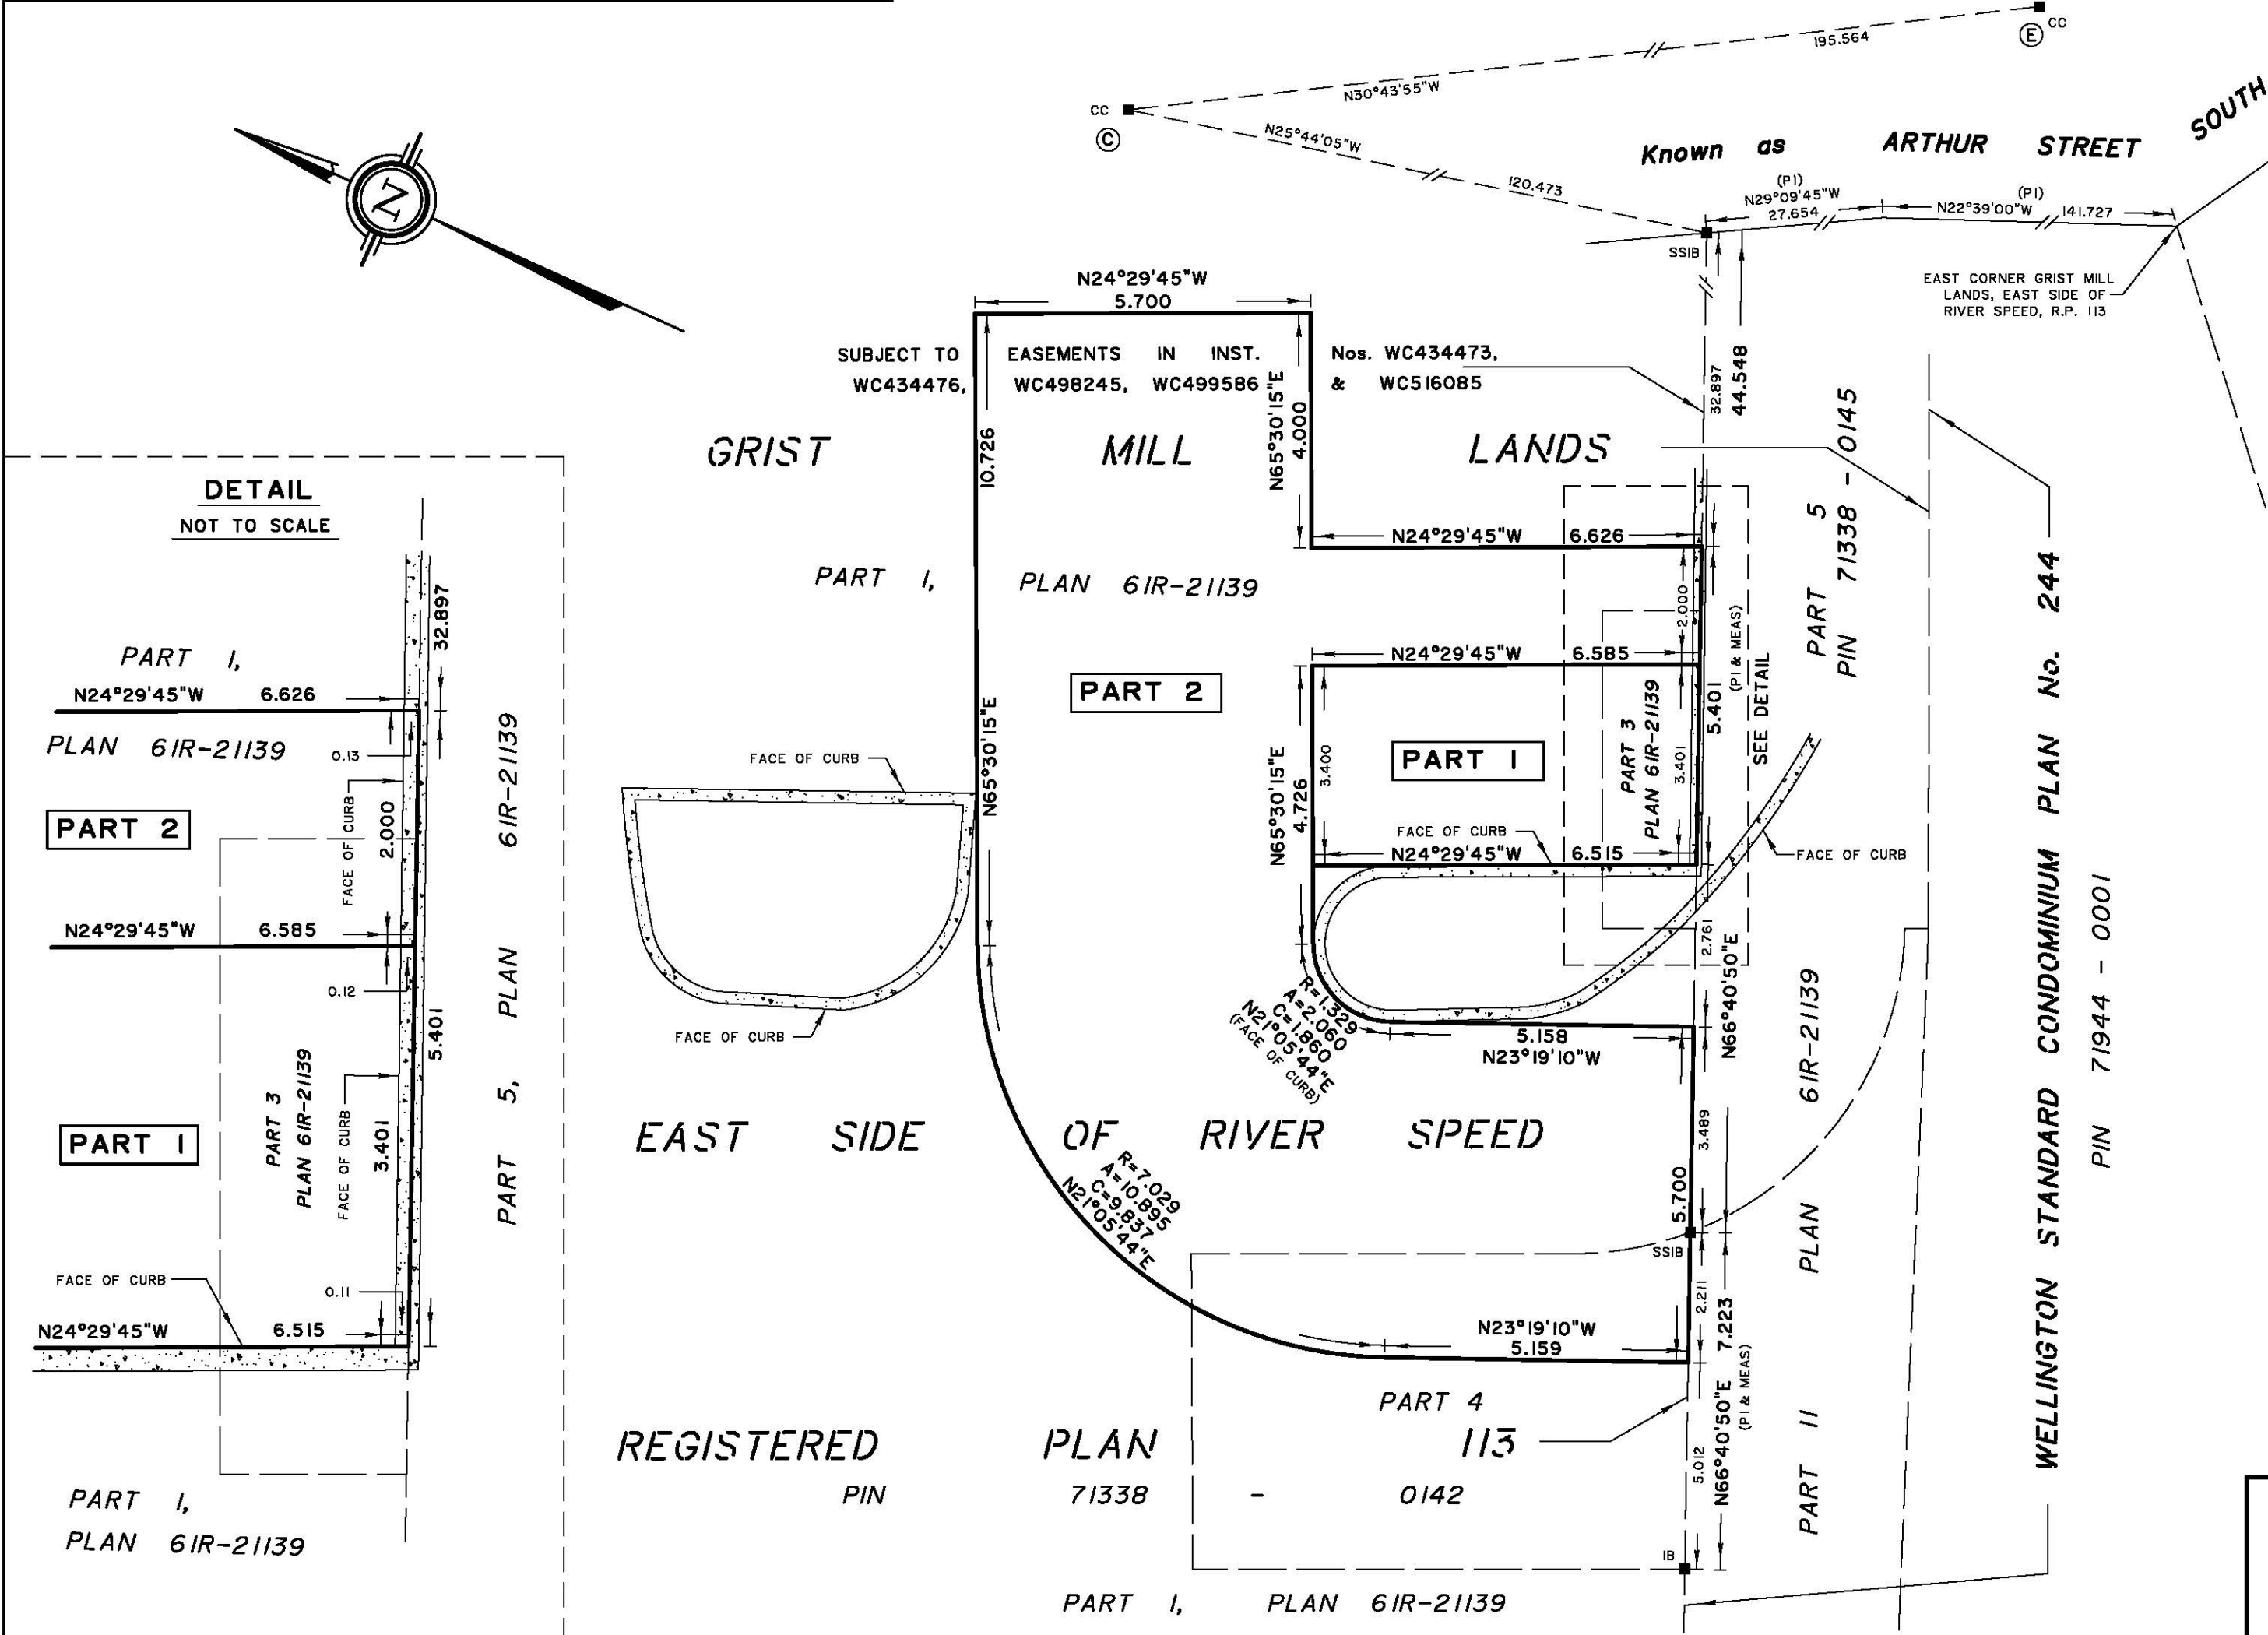 195.564
CC
E
N30°43'55"W
CC
C
N25°44'05"W
120.473
Known as ARTHUR STREET SOUTH
(P1)
N29°09'45"W
27.654
(P1)
N22°39'00"W 141.727
SSIB
EAST CORNER GRIST MILL
LANDS, EAST SIDE OF
RIVER SPEED, R.P. 113
N
N24°29'45"W
5.700
SUBJECT TO EASEMENTS IN INST. Nos. WC434473,
WC434476, WC498245, WC499586 & WC516085
32.897
44.548
10.726
N65°30'15"E
4.000
GRIST MILL LANDS
N24°29'45"W 6.626
PART 1, PLAN 61R-21139
2.000
(P1 & MEAS)
N24°29'45"W 6.585
PART 2
5.401
SEE DETAIL
PART 5
PIN 71338 - 0145
N65°30'15"E
N65°30'15"E
4.726
3.400
PART 1
PART 3
PLAN 61R-21139
3.401
FACE OF CURB
FACE OF CURB
N24°29'45"W 6.515
FACE OF CURB
FACE OF CURB
2.761
N66°40'50"E
R=1.329
A=2.060
C=1.860
N21°05'44"E
(FACE OF CURB)
5.158
N23°19'10"W
3.489
5.700
EAST SIDE OF RIVER SPEED
R=7.029
A=10.895
C=9.837
N21°05'44"E
SSIB
2.211
N23°19'10"W
5.159
N66°40'50"E 7.223
(P1 & MEAS)
PART 4
REGISTERED PLAN 113
5.012
PIN 71338 - 0142
IB
PART 1, PLAN 61R-21139
PART 11 PLAN 61R-21139
WELLINGTON STANDARD CONDOMINIUM PLAN No. 244
PIN 71944 - 0001
DETAIL
NOT TO SCALE
32.897
PART 1,
N24°29'45"W 6.626
PLAN 61R-21139
0.13
FACE OF CURB
2.000
PART 2
N24°29'45"W 6.585
0.12
5.401
PART 5, PLAN 61R-21139
PART 3
PLAN 61R-21139
FACE OF CURB
3.401
PART 1
FACE OF CURB
0.11
N24°29'45"W 6.515
PART 1,
PLAN 61R-21139